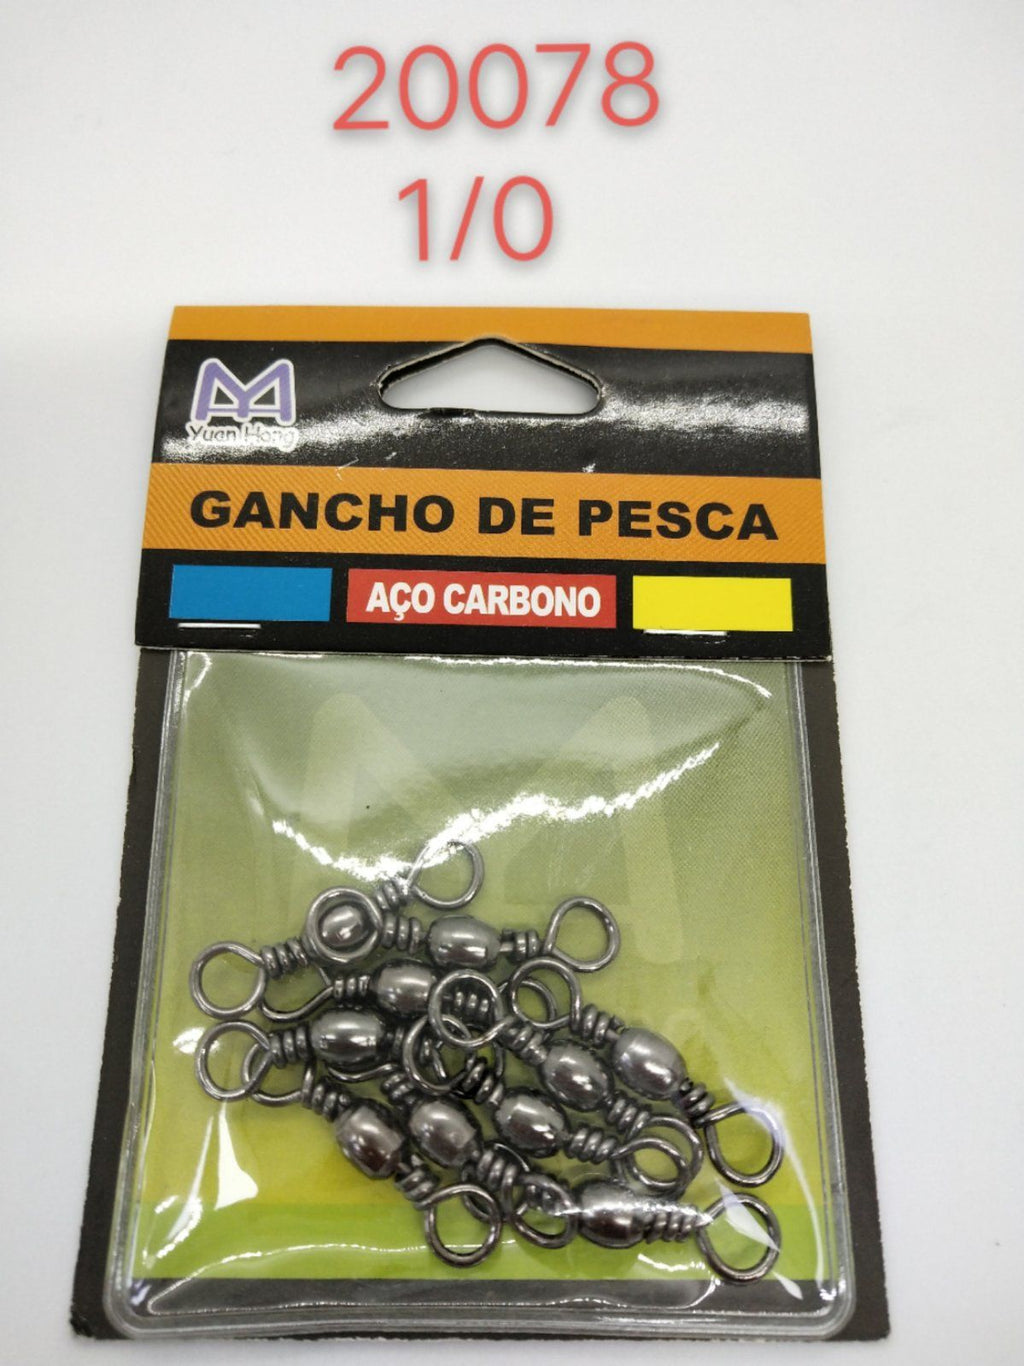 20078
1/0
Yuan Hong
GANCHO DE PESCA
AÇO CARBONO